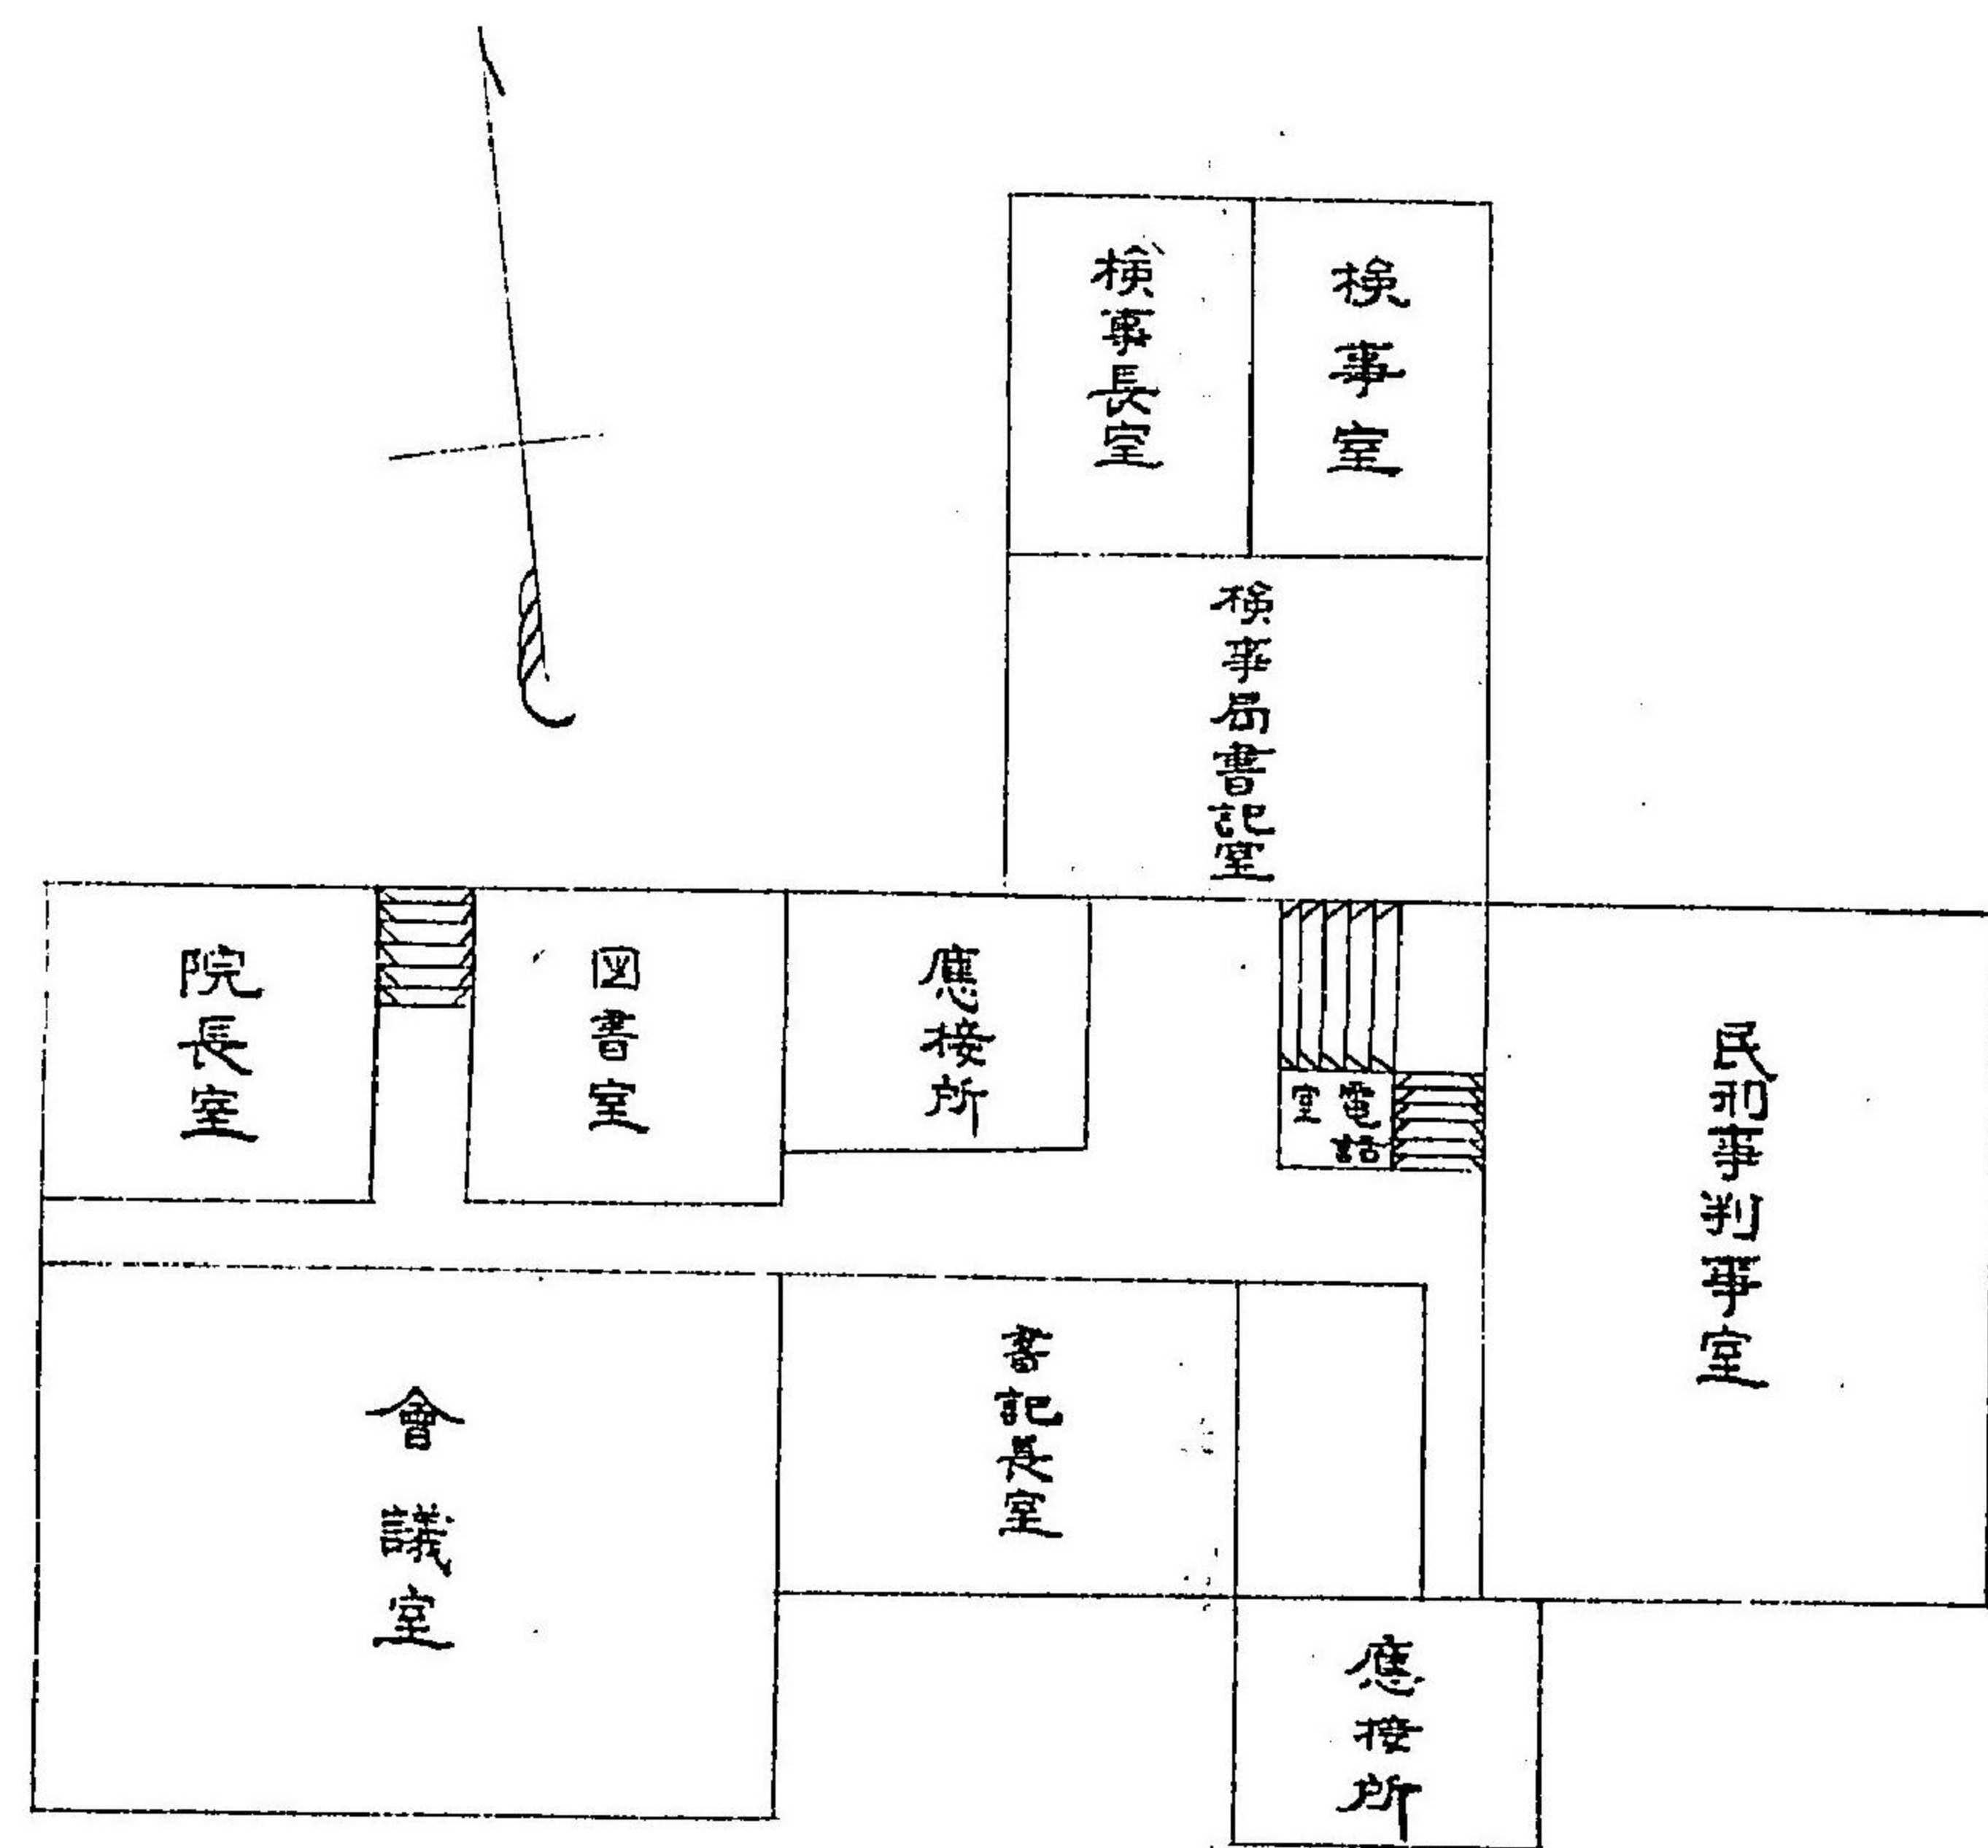 検事室
検事長室
検事局書記室
民刑事判事室
電話
室
應接所
図書室
院長室
書記長室
會議室
應接所